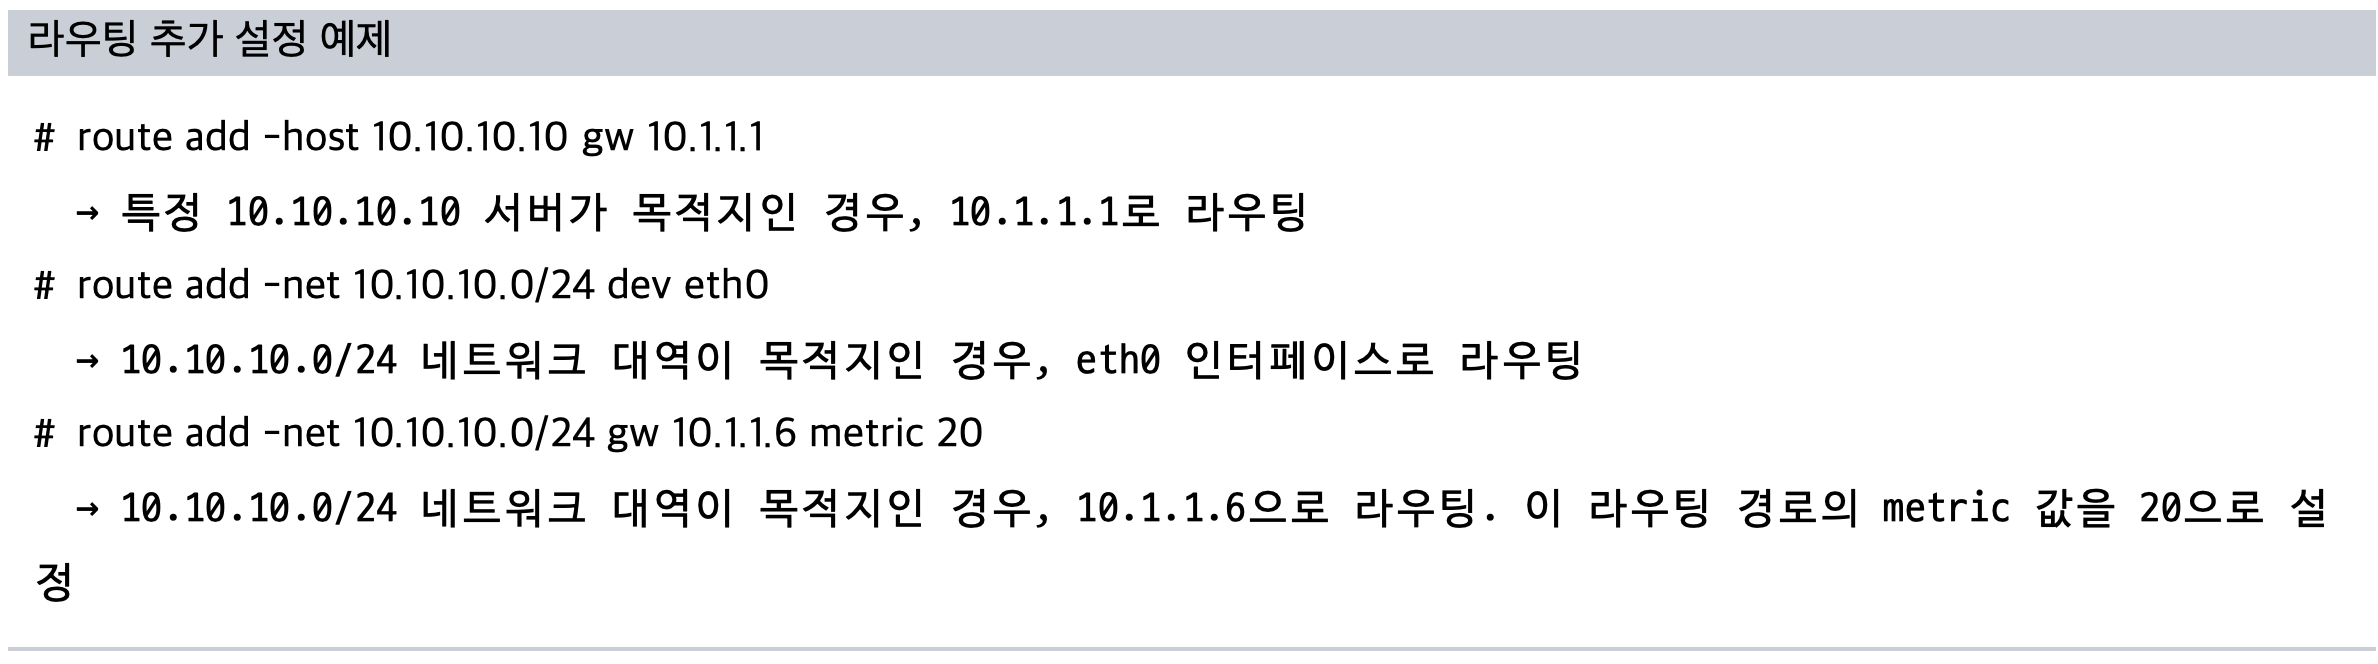 라우팅 추가 설정 예제
# route add -host 10.10.10.10 gw 10.1.1.1
→ 특정 10.10.10.10 서버가 목적지인 경우, 10.1.1.1로 라우팅
# route add -net 10.10.10.0/24 dev eth0
→ 10.10.10.0/24 네트워크 대역이 목적지인 경우, eth0 인터페이스로 라우팅
# route add -net 10.10.10.0/24 gw 10.1.1.6 metric 20
→ 10.10.10.0/24 네트워크 대역이 목적지인 경우, 10.1.1.6으로 라우팅. 이 라우팅 경로의 metric 값을 20으로 설
정